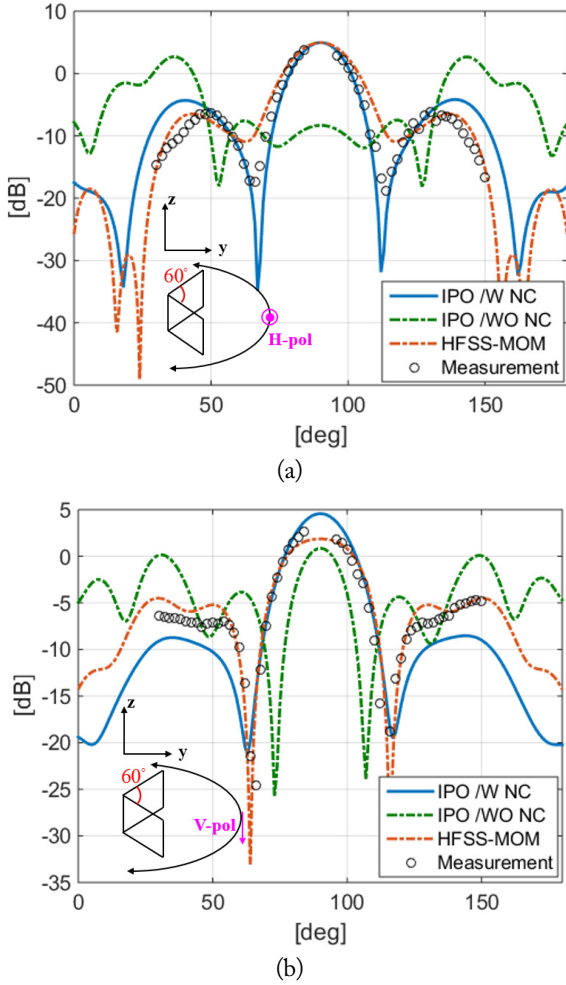 10
0
-10
-20
-30
-40
-50
[dB]
z
y
60°
H-pol
IPO /W NC
IPO /WO NC
HFSS-MOM
Measurement
0 50 100 150
[deg]
(a)
5
0
-5
-10
-15
-20
-25
-30
-35
[dB]
z
y
60°
V-pol
IPO /W NC
IPO /WO NC
HFSS-MOM
Measurement
0 50 100 150
[deg]
(b)